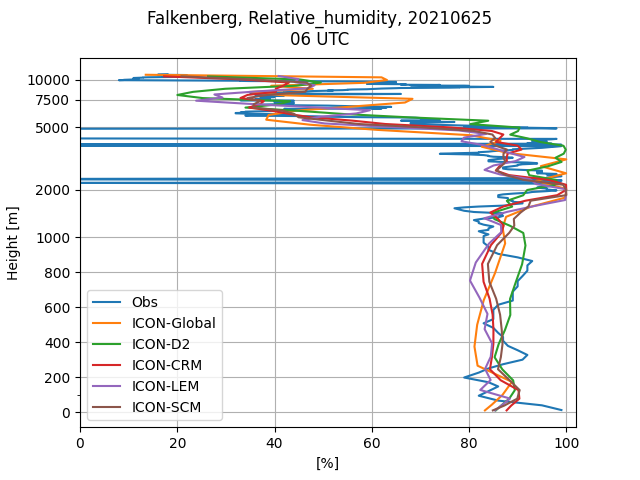 Falkenberg, Relative_humidity, 20210625
06 UTC
10000
7500
5000
2000
1000
800
600
400
200
0
Height [m]
Obs
ICON-Global
ICON-D2
ICON-CRM
ICON-LEM
ICON-SCM
0 20 40 60 80 100
[%]